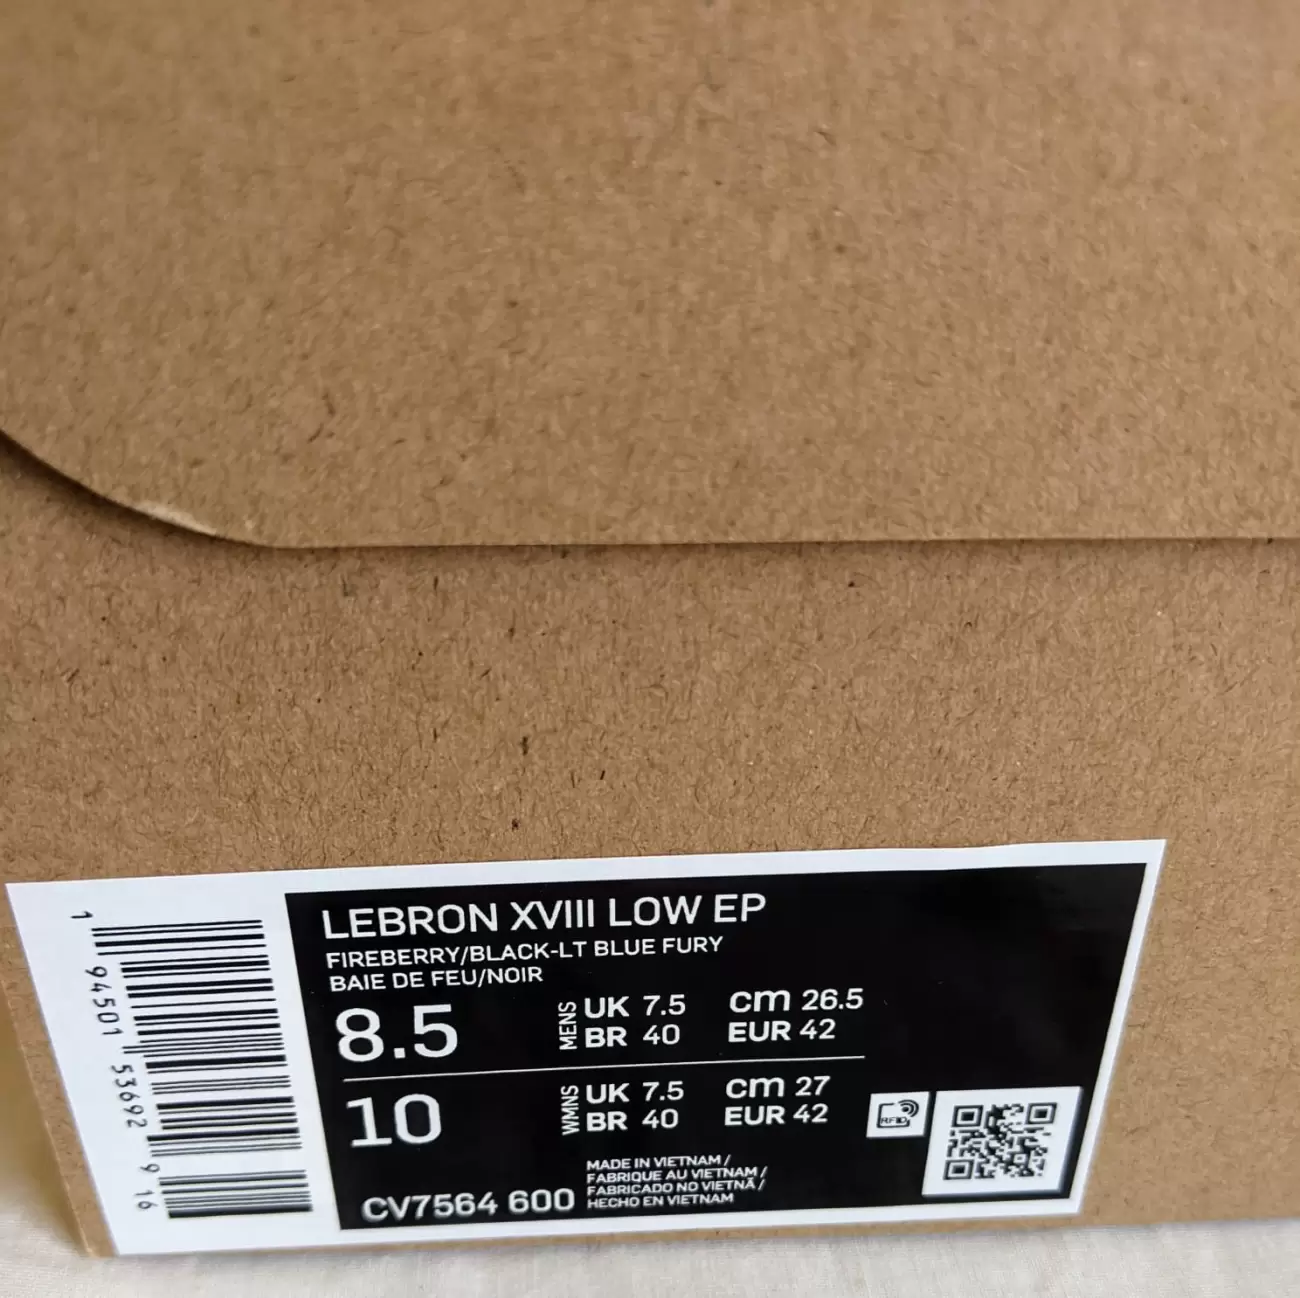 LEBRON XVIII LOW EP
FIREBERRY/BLACK-LT BLUE FURY
BAIE DE FEU/NOIR
8.5
MENS
UK 7.5 cm 26.5
BR 40 EUR 42
10
WMNS
UK 7.5 cm 27
BR 40 EUR 42
CV7564 600
MADE IN VIETNAM /
FABRIQUE AU VIETNAM /
FABRICADO NO VIETNÃ /
HECHO EN VIETNAM
RFID
1 94501 53692 9 16